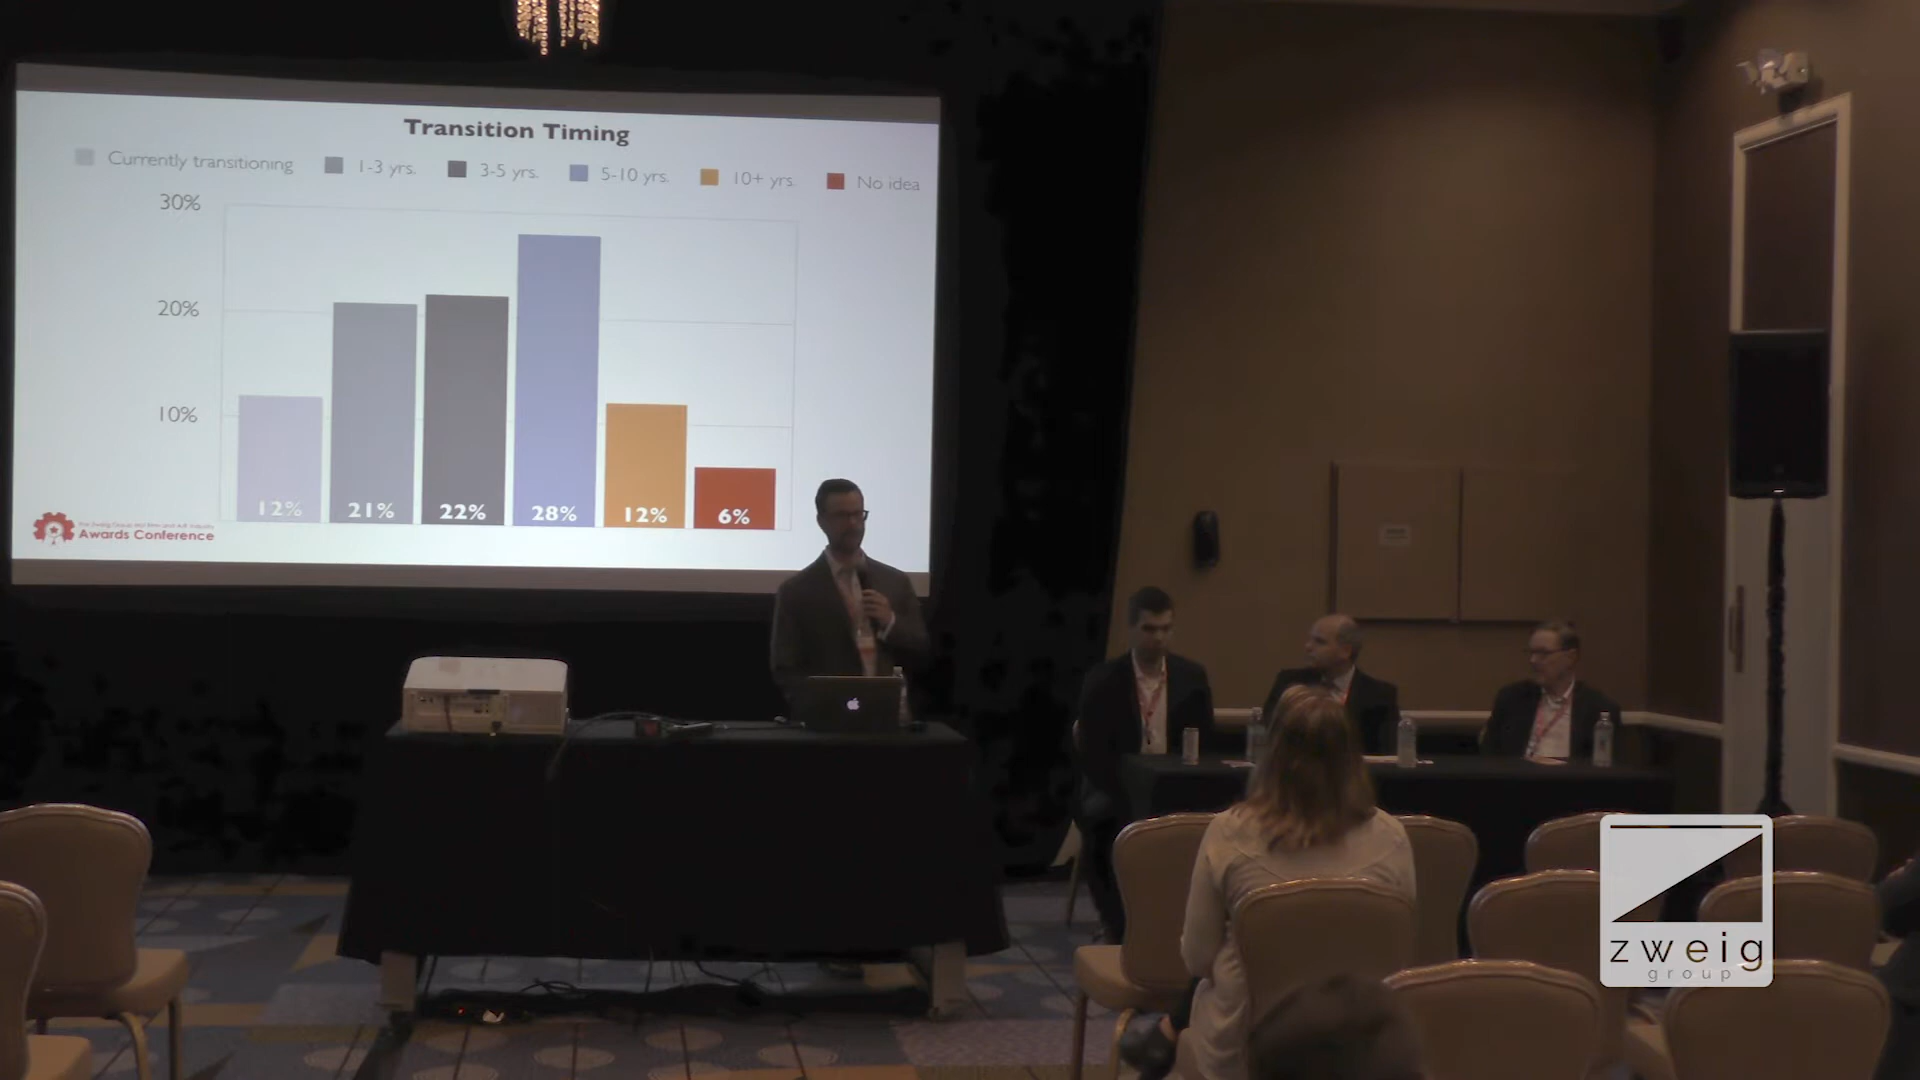 Transition Timing
Currently transitioning 1-3 yrs. 3-5 yrs. 5-10 yrs. 10+ yrs. No idea
30%
20%
10%
12% 21% 22% 28% 12% 6%
Awards Conference
zweig
group